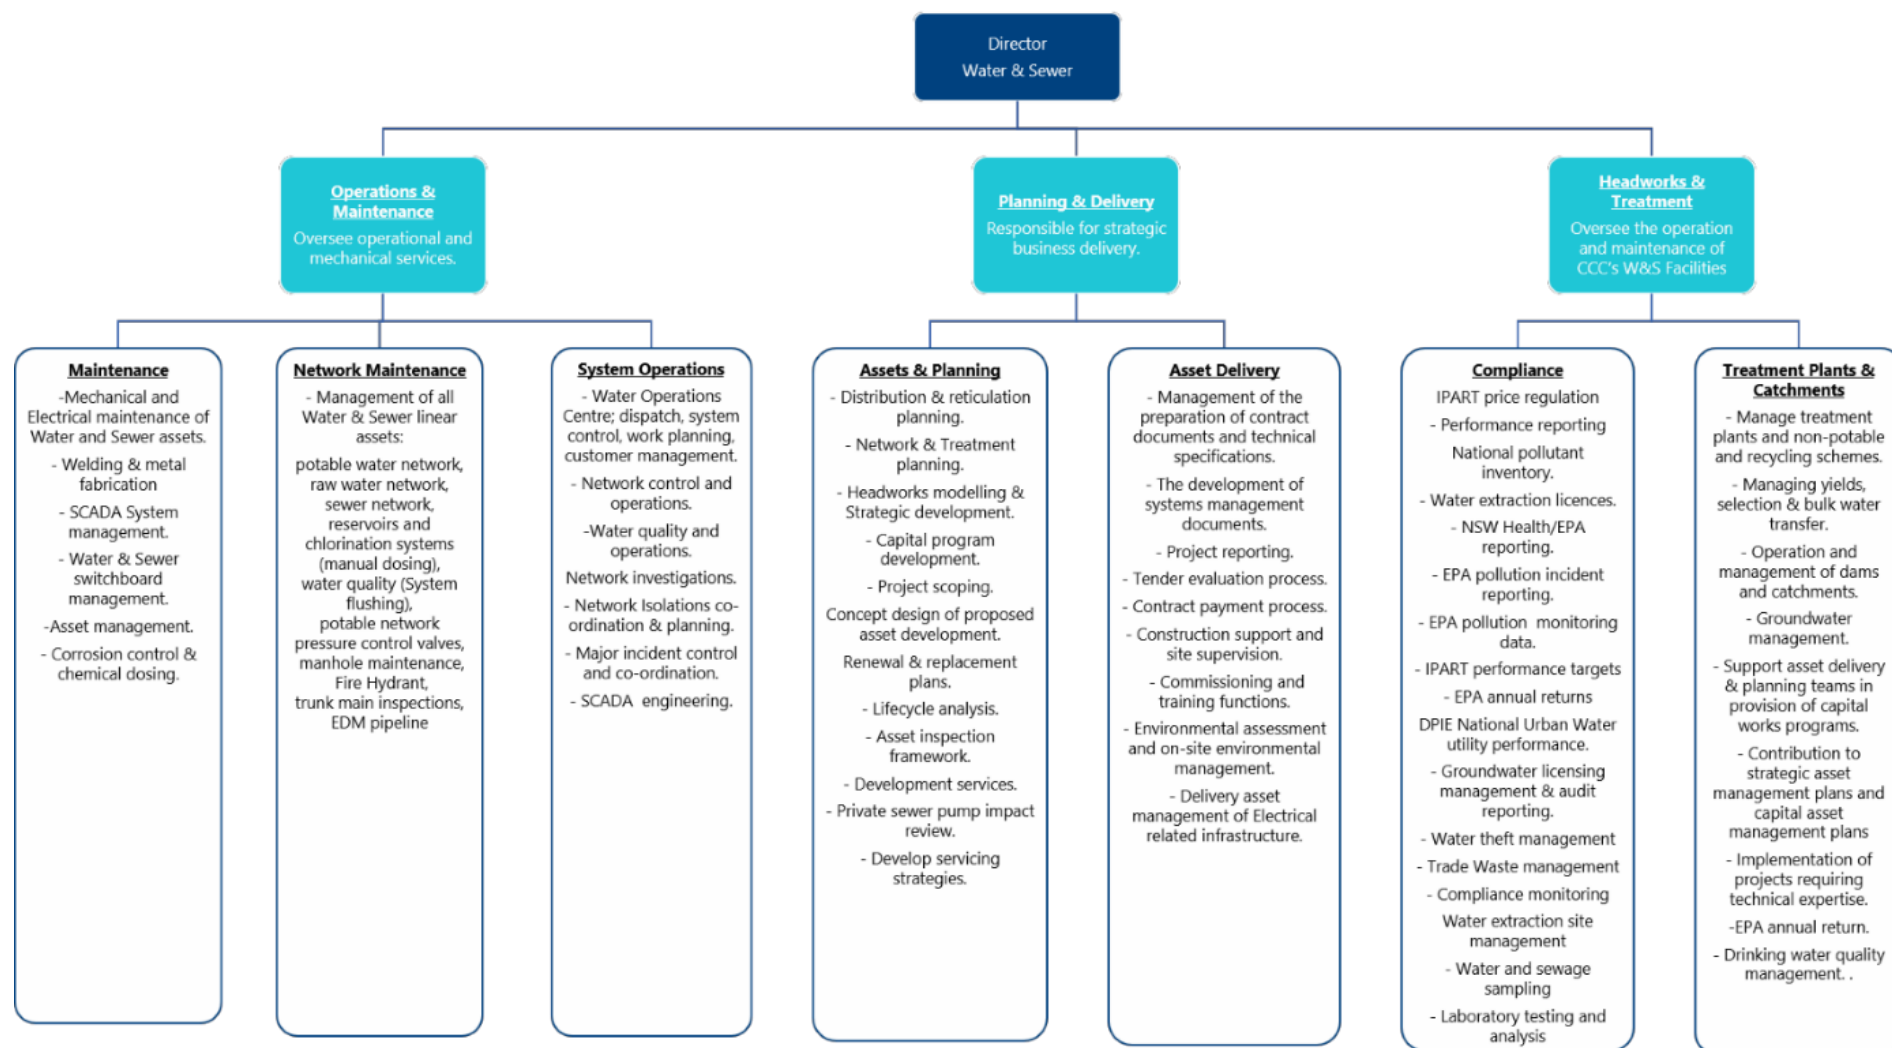 Director
Water & Sewer
Operations &
Maintenance
Oversee operational and
mechanical services.
Planning & Delivery
Responsible for strategic
business delivery.
Headworks &
Treatment
Oversee the operation
and maintenance of
CCC's W&S Facilities
Maintenance
-Mechanical and
Electrical maintenance of
Water and Sewer assets.
- Welding & metal
fabrication
- SCADA System
management.
- Water & Sewer
switchboard
management.
-Asset management.
- Corrosion control &
chemical dosing.
Network Maintenance
- Management of all
Water & Sewer linear
assets:
potable water network,
raw water network,
sewer network,
reservoirs and
chlorination systems
(manual dosing),
water quality (System
flushing),
potable network
pressure control valves,
manhole maintenance,
Fire Hydrant,
trunk main inspections,
EDM pipeline
System Operations
- Water Operations
Centre; dispatch, system
control, work planning,
customer management.
- Network control and
operations.
-Water quality and
operations.
Network investigations.
- Network Isolations co-
ordination & planning.
- Major incident control
and co-ordination.
- SCADA engineering.
Assets & Planning
- Distribution & reticulation
planning.
- Network & Treatment
planning.
- Headworks modelling &
Strategic development.
- Capital program
development.
- Project scoping.
Concept design of proposed
asset development.
Renewal & replacement
plans.
- Lifecycle analysis.
- Asset inspection
framework.
- Development services.
- Private sewer pump impact
review.
- Develop servicing
strategies.
Asset Delivery
- Management of the
preparation of contract
documents and technical
specifications.
- The development of
systems management
documents.
- Project reporting.
- Tender evaluation process.
- Contract payment process.
- Construction support and
site supervision.
- Commissioning and
training functions.
- Environmental assessment
and on-site environmental
management.
- Delivery asset
management of Electrical
related infrastructure.
Compliance
IPART price regulation
- Performance reporting
National pollutant
inventory.
- Water extraction licences.
- NSW Health/EPA
reporting.
- EPA pollution incident
reporting.
- EPA pollution monitoring
data.
- IPART performance targets
- EPA annual returns
DPIE National Urban Water
utility performance.
- Groundwater licensing
management & audit
reporting.
- Water theft management
- Trade Waste management
- Compliance monitoring
Water extraction site
management
- Water and sewage
sampling
- Laboratory testing and
analysis
Treatment Plants &
Catchments
- Manage treatment
plants and non-potable
and recycling schemes.
- Managing yields,
selection & bulk water
transfer.
- Operation and
management of dams
and catchments.
- Groundwater
management.
- Support asset delivery
& planning teams in
provision of capital
works programs.
- Contribution to
strategic asset
management plans and
capital asset
management plans
- Implementation of
projects requiring
technical expertise.
-EPA annual return.
- Drinking water quality
management. .